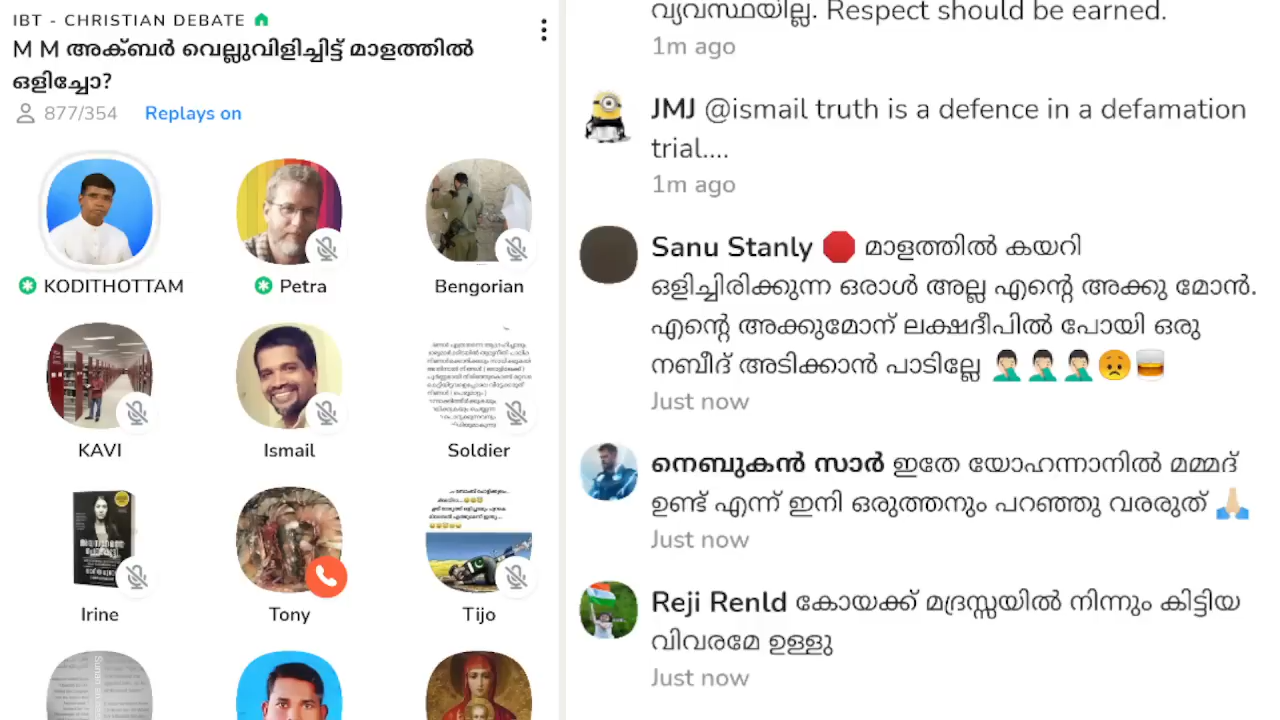 IBT - CHRISTIAN DEBATE
M M അക്ബർ വെല്ലുവിളിച്ചിട്ട് മാളത്തിൽ
ഒളിച്ചോ?
877/354 Replays on
KODITHOTTAM
Petra
Bengorian
KAVI
Ismail
Soldier
Irine
Tony
Tijo
വ്യവസ്ഥയില്ല. Respect should be earned.
1m ago
JMJ @ismail truth is a defence in a defamation
trial....
1m ago
Sanu Stanly 🛑 മാളത്തിൽ കയറി
ഒളിച്ചിരിക്കുന്ന ഒരാൾ അല്ല എന്റെ അക്കു മോൻ.
എന്റെ അക്കുമോന് ലക്ഷദീപിൽ പോയി ഒരു
നബീദ് അടിക്കാൻ പാടില്ലേ 🤦🏻‍♂️🤦🏻‍♂️🤦🏻‍♂️😞🥃
Just now
നെബുകൻ സാർ ഇതേ യോഹന്നാനിൽ മമ്മദ്
ഉണ്ട് എന്ന് ഇനി ഒരുത്തനും പറഞ്ഞു വരരുത് 🙏🏼
Just now
Reji Renld കോയക്ക് മദ്രസ്സയിൽ നിന്നും കിട്ടിയ
വിവരമേ ഉള്ളു
Just now